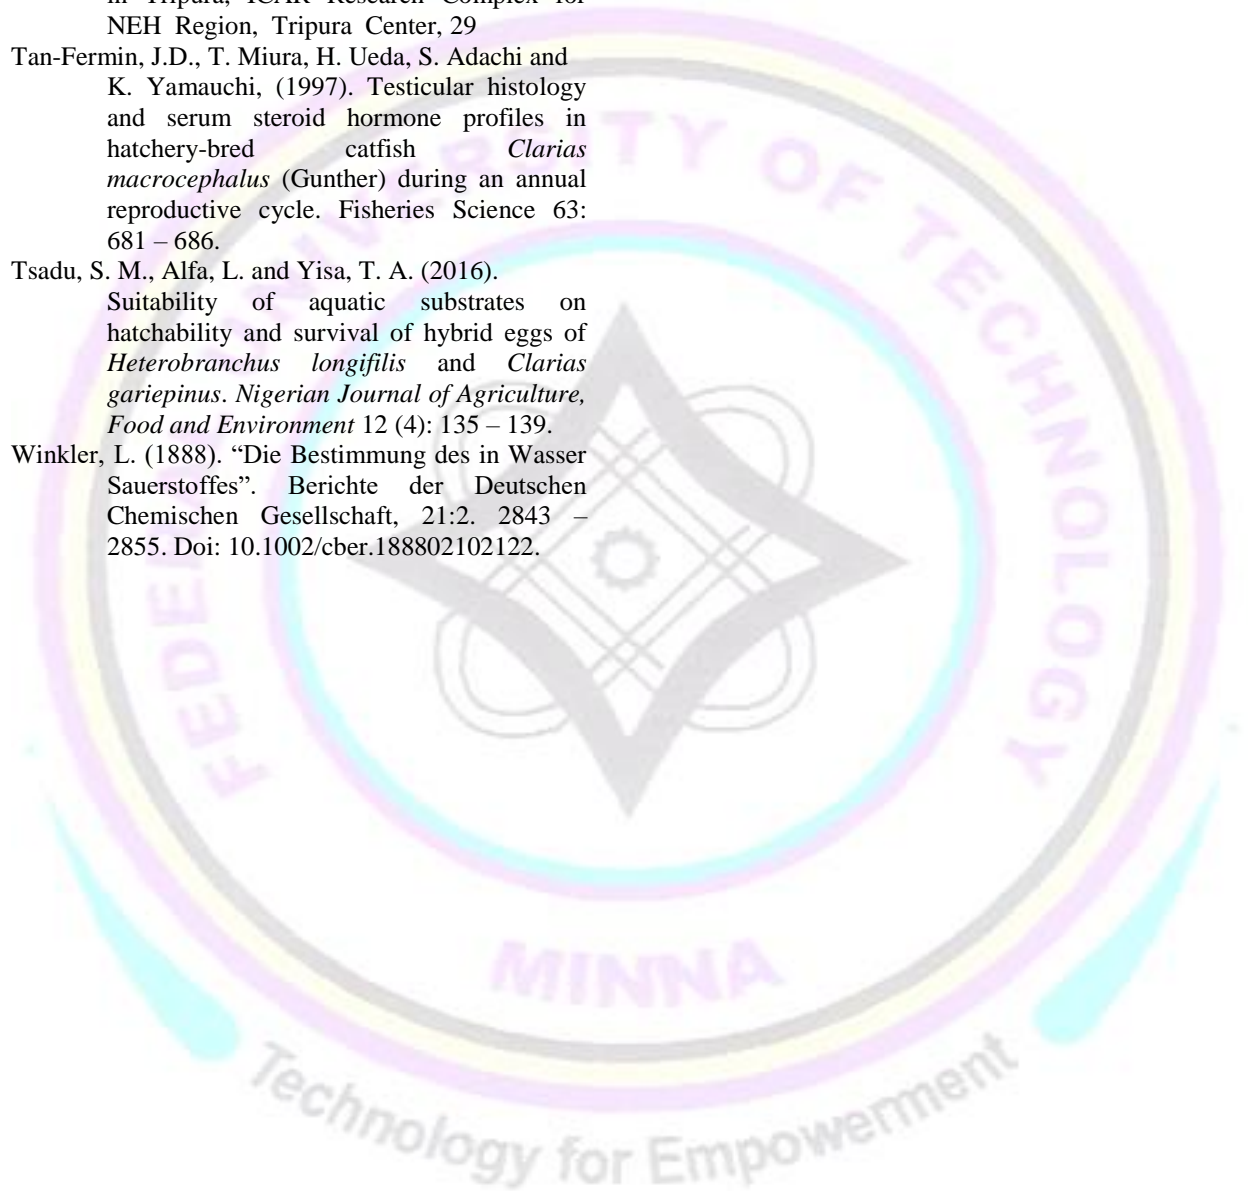 in Tripura, ICAR Research Complex for
NEH Region, Tripura Center, 29
Tan-Fermin, J.D., T. Miura, H. Ueda, S. Adachi and
K. Yamauchi, (1997). Testicular histology
and serum steroid hormone profiles in
hatchery-bred catfish Clarias
macrocephalus (Gunther) during an annual
reproductive cycle. Fisheries Science 63:
681 – 686.
Tsadu, S. M., Alfa, L. and Yisa, T. A. (2016).
Suitability of aquatic substrates on
hatchability and survival of hybrid eggs of
Heterobranchus longifilis and Clarias
gariepinus. Nigerian Journal of Agriculture,
Food and Environment 12 (4): 135 – 139.
Winkler, L. (1888). “Die Bestimmung des in Wasser
Sauerstoffes”. Berichte der Deutschen
Chemischen Gesellschaft, 21:2. 2843 –
2855. Doi: 10.1002/cber.188802102122.
FEDERAL UNIVERSITY OF TECHNOLOGY
MINNA
Technology for Empowerment